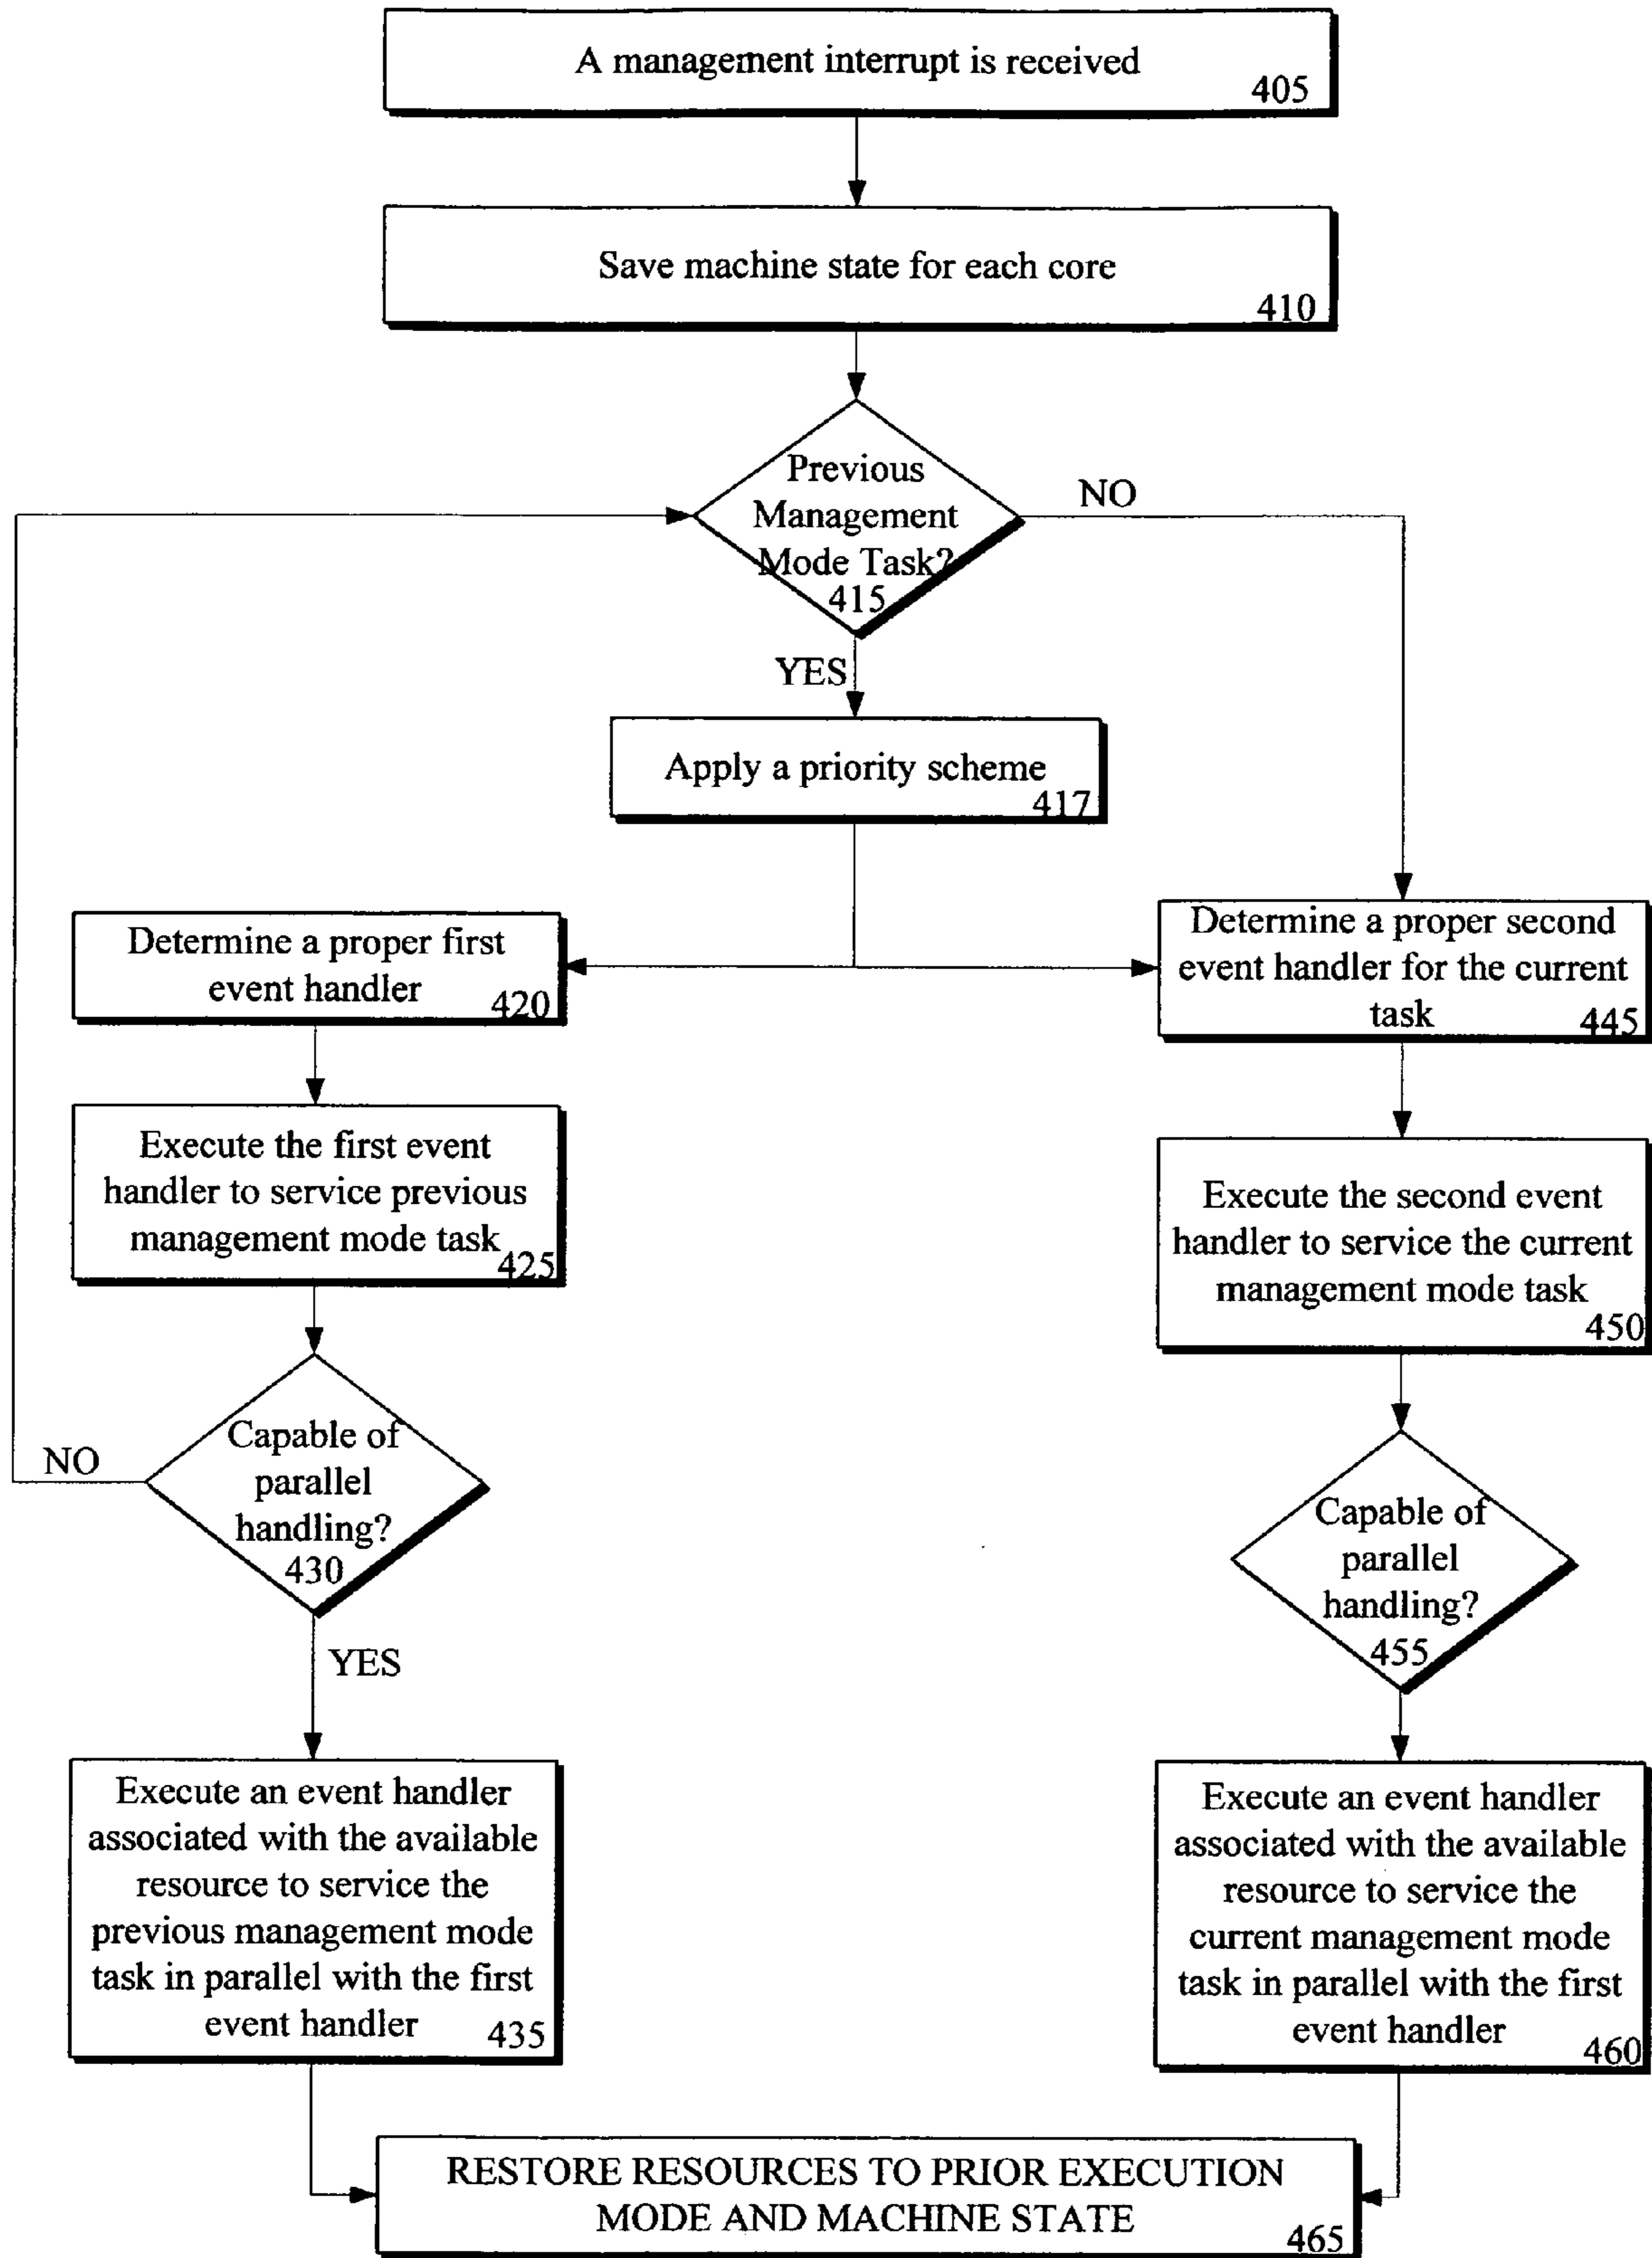 A management interrupt is received
405
Save machine state for each core
410
Previous
Management
Mode Task?
415
NO
YES
Apply a priority scheme
417
Determine a proper first
event handler
420
Determine a proper second
event handler for the current
task
445
Execute the first event
handler to service previous
management mode task
425
Execute the second event
handler to service the current
management mode task
450
Capable of
parallel
handling?
430
NO
YES
Capable of
parallel
handling?
455
Execute an event handler
associated with the available
resource to service the
previous management mode
task in parallel with the first
event handler
435
Execute an event handler
associated with the available
resource to service the
current management mode
task in parallel with the first
event handler
460
RESTORE RESOURCES TO PRIOR EXECUTION
MODE AND MACHINE STATE
465